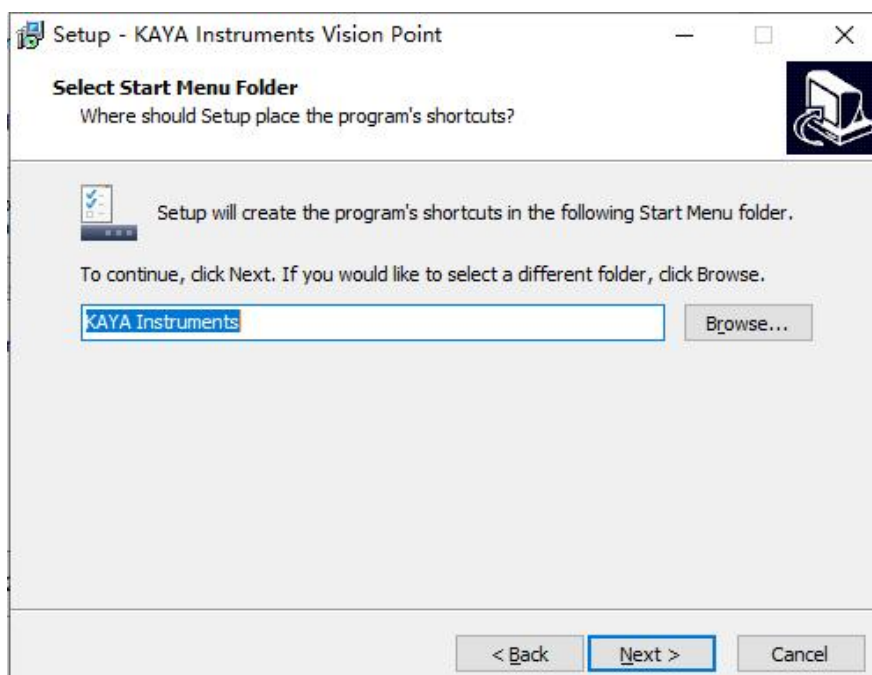 Setup - KAYA Instruments Vision Point
Select Start Menu Folder
Where should Setup place the program's shortcuts?
Setup will create the program's shortcuts in the following Start Menu folder.
To continue, click Next. If you would like to select a different folder, click Browse.
KAYA Instruments
Browse...
< Back
Next >
Cancel